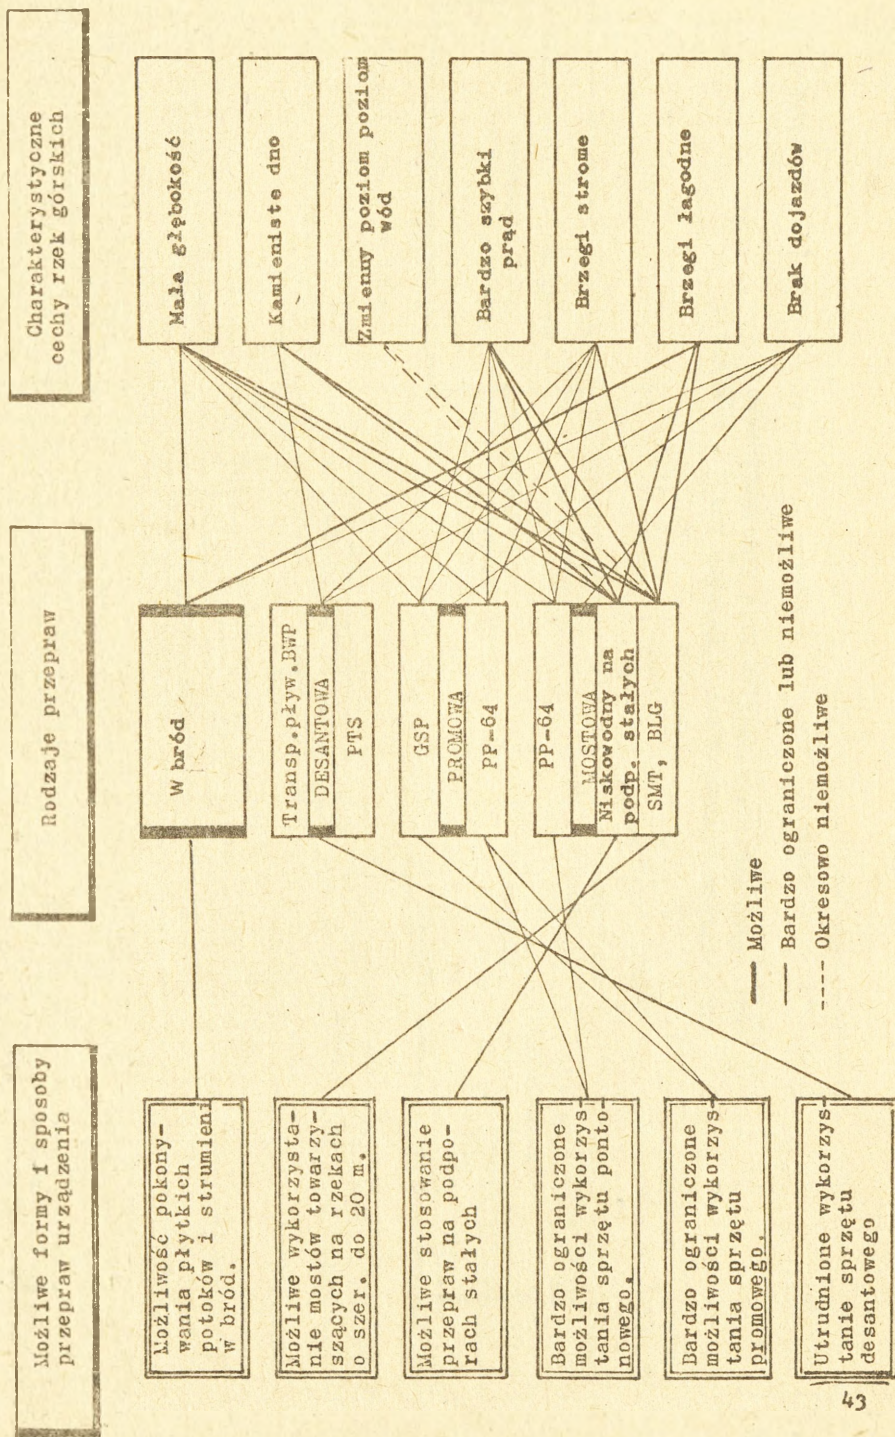 Możliwe formy i sposoby
przepraw urządzenia
Rodzaje przepraw
Charakterystyczne
cechy rzek górskich
Możliwość pokony-
wania płytkich
potoków i strumieni
w bród.
Możliwe wykorzysta-
nie mostów towarzy-
szących na rzekach
o szer. do 20 m.
Możliwe stosowanie
przepraw na podpo-
rach stałych
Bardzo ograniczone
możliwości wykorzys-
tania sprzętu ponto-
nowego.
Bardzo ograniczone
możliwości wykorzys-
tania sprzętu
promowego.
Utrudnione wykorzys-
tanie sprzętu
desantowego
W bród
Transp.pływ.BWP
DESANTOWA
PTS
GSP
PROMOWA
PP-64
PP-64
MOSTOWA
Niskowodny na
podp. stałych
SMT, BLG
Mała głębokość
Kamieniste dno
Zmienny poziom poziom
wód
Bardzo szybki
prąd
Brzegi strome
Brzegi łagodne
Brak dojazdów
Możliwe
Bardzo ograniczone lub niemożliwe
Okresowo niemożliwe
43